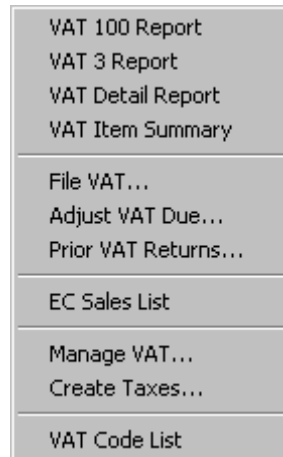 VAT 100 Report
VAT 3 Report
VAT Detail Report
VAT Item Summary
File VAT...
Adjust VAT Due...
Prior VAT Returns...
EC Sales List
Manage VAT...
Create Taxes...
VAT Code List